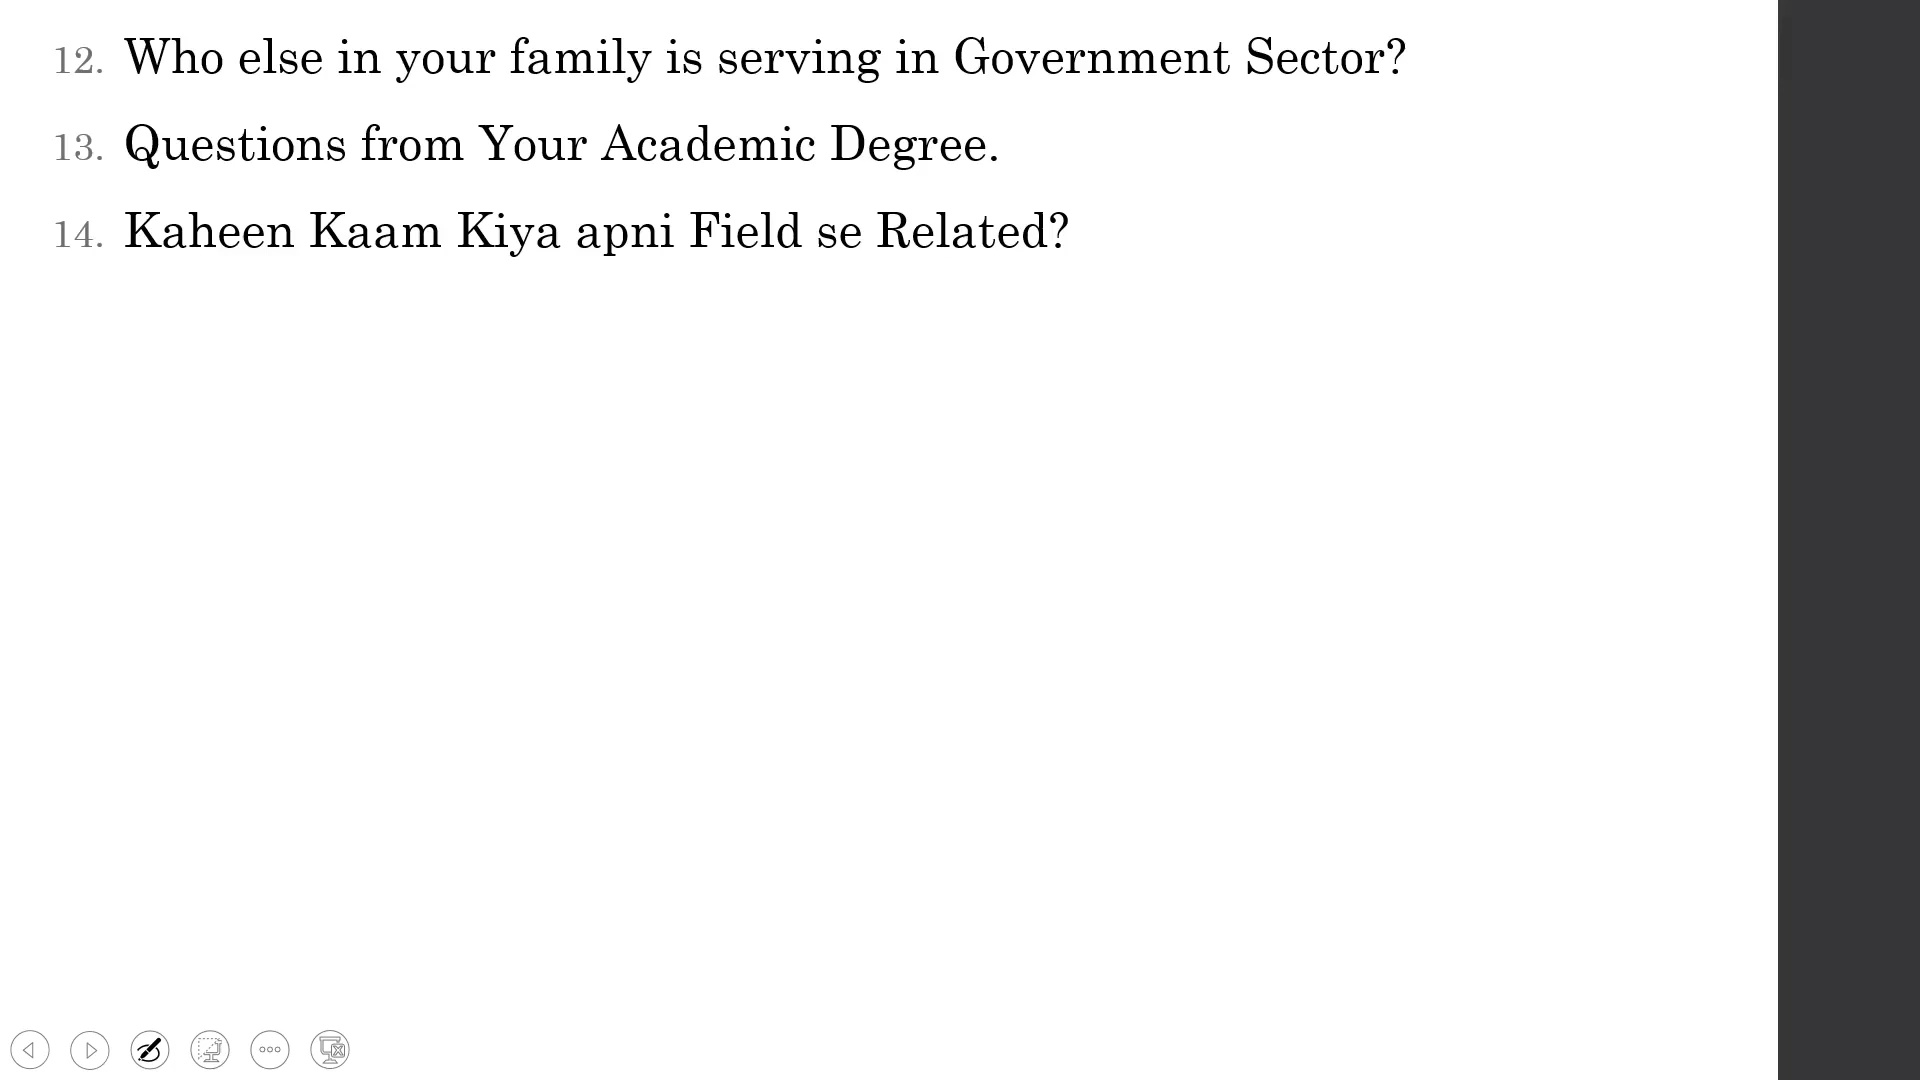 12. Who else in your family is serving in Government Sector?
13. Questions from Your Academic Degree.
14. Kaheen Kaam Kiya apni Field se Related?